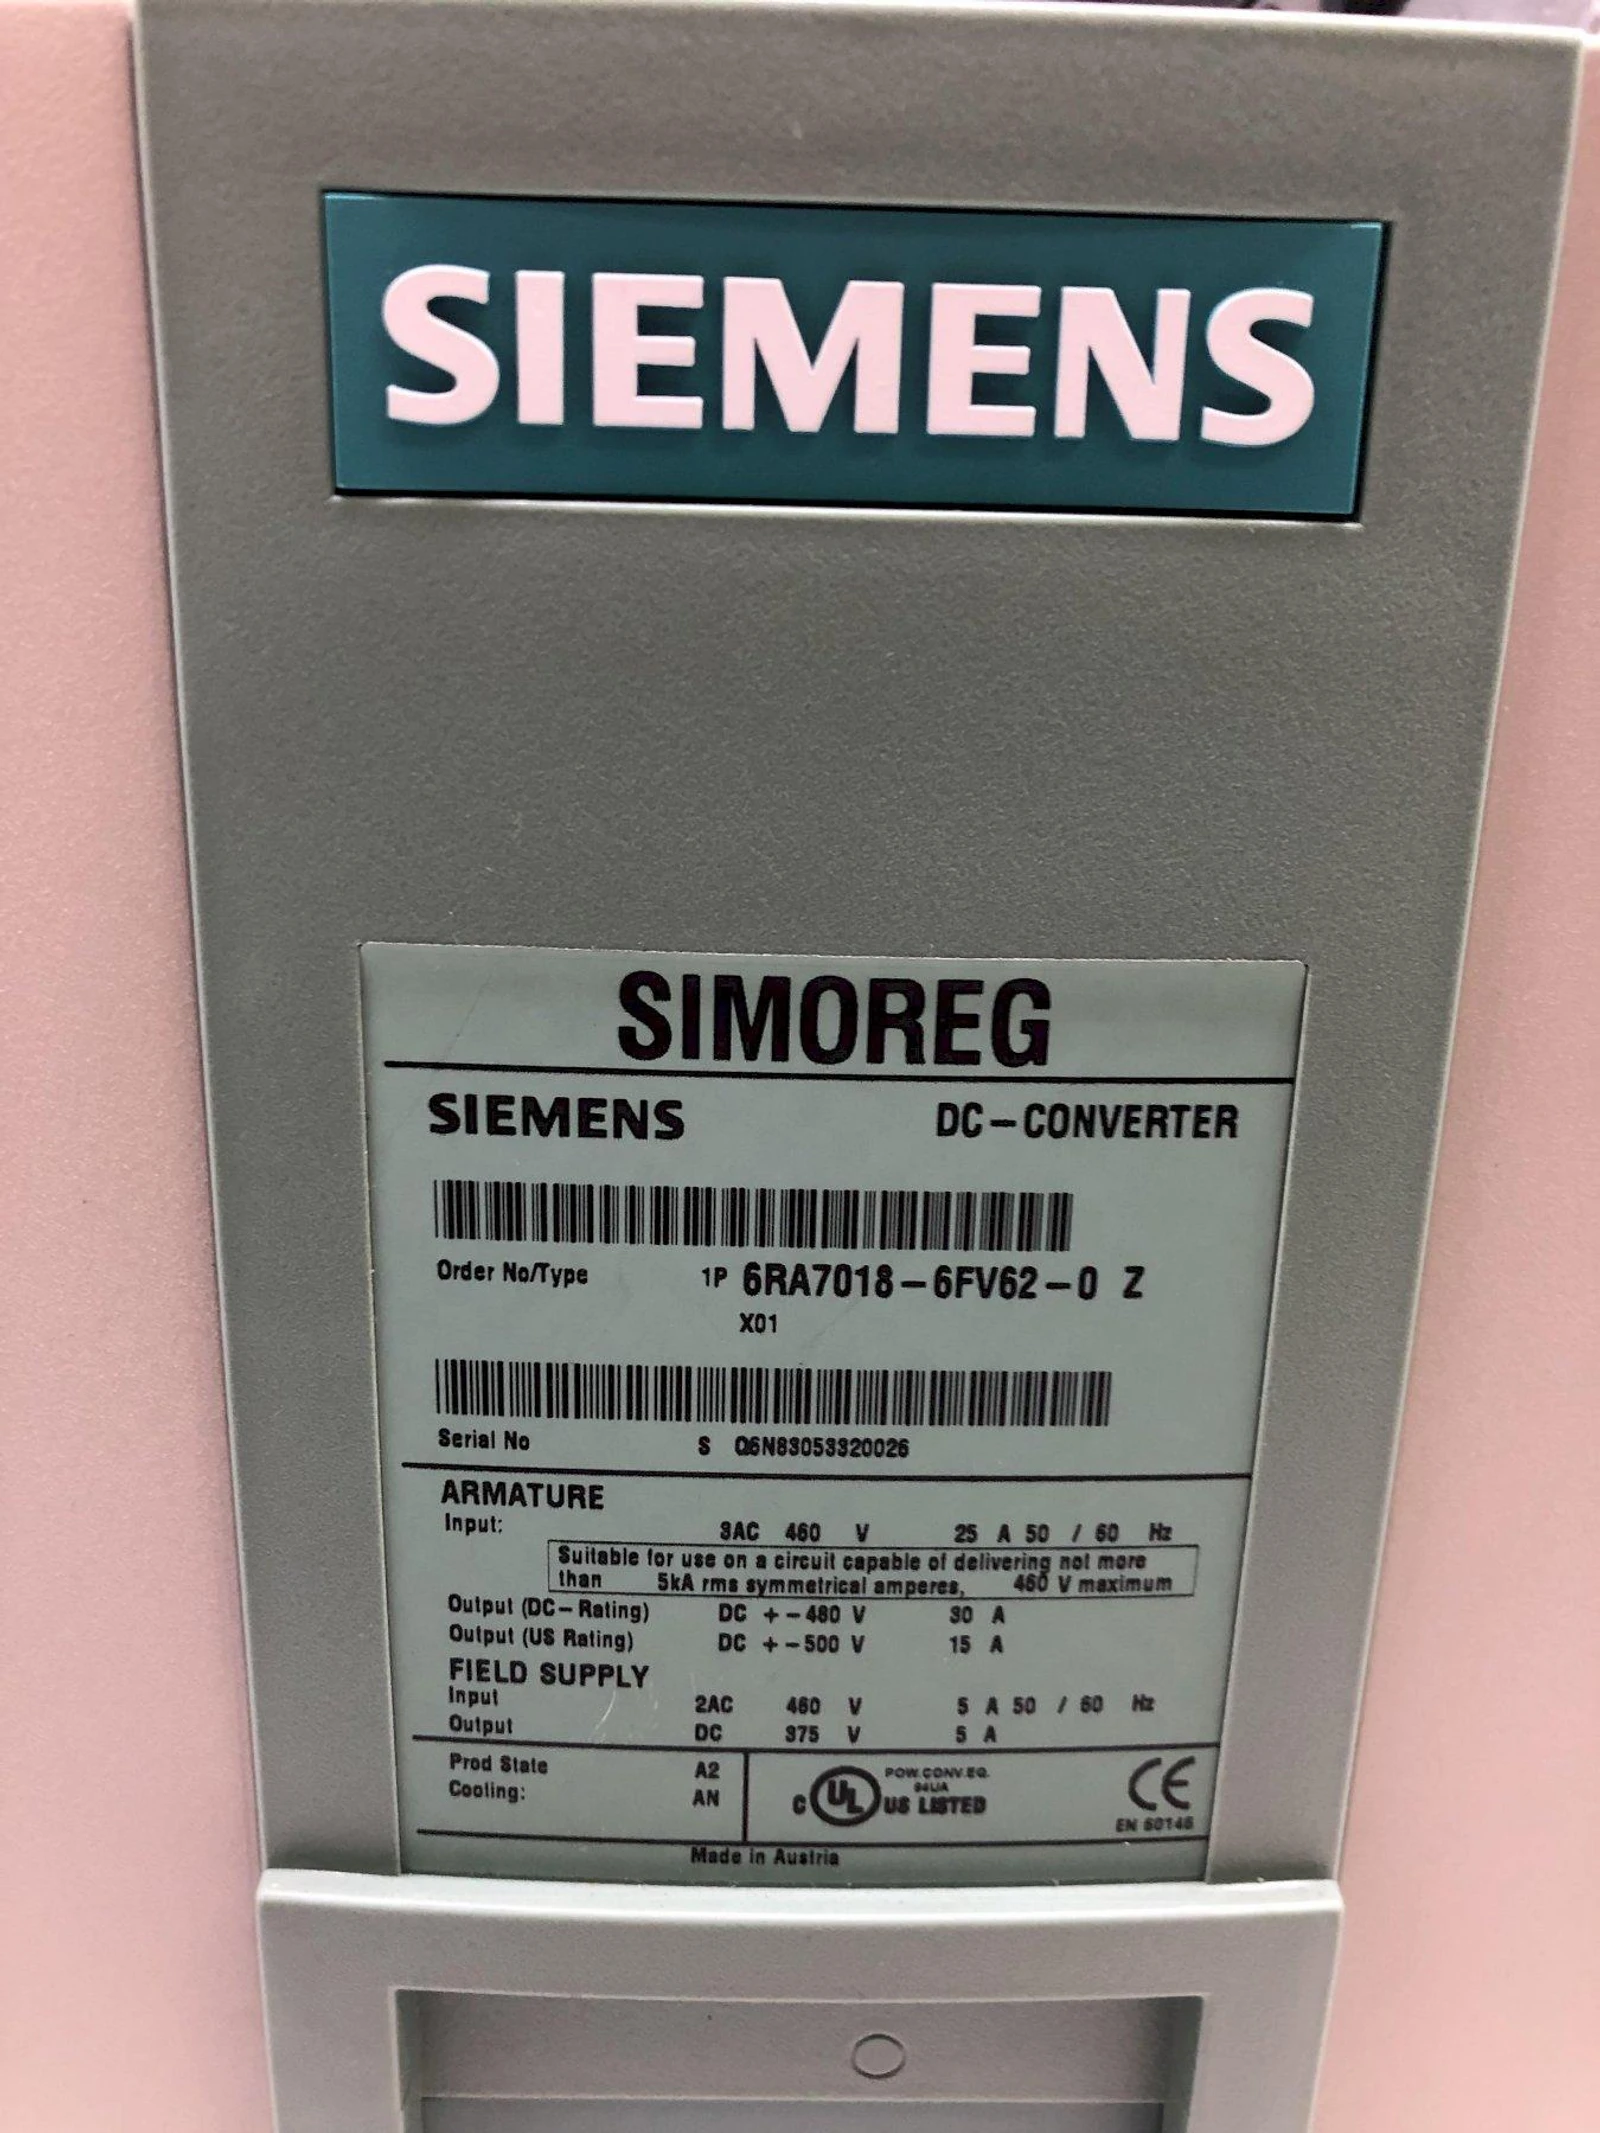 SIEMENS
SIMOREG
SIEMENS DC-CONVERTER
Order No/Type 1P 6RA7018-6FV62-0 Z
X01
Serial No S Q6N83053320026
ARMATURE
Input: 3AC 460 V 25 A 50 / 60 Hz
Suitable for use on a circuit capable of delivering not more
than 5kA rms symmetrical amperes, 460 V maximum
Output (DC-Rating) DC +-480 V 30 A
Output (US Rating) DC +-500 V 15 A
FIELD SUPPLY
Input 2AC 460 V 5 A 50 / 60 Hz
Output DC 375 V 5 A
Prod State A2
Cooling: AN
POW.CONV.EQ.
94UA
C UL US LISTED
CE
EN 50146
Made in Austria